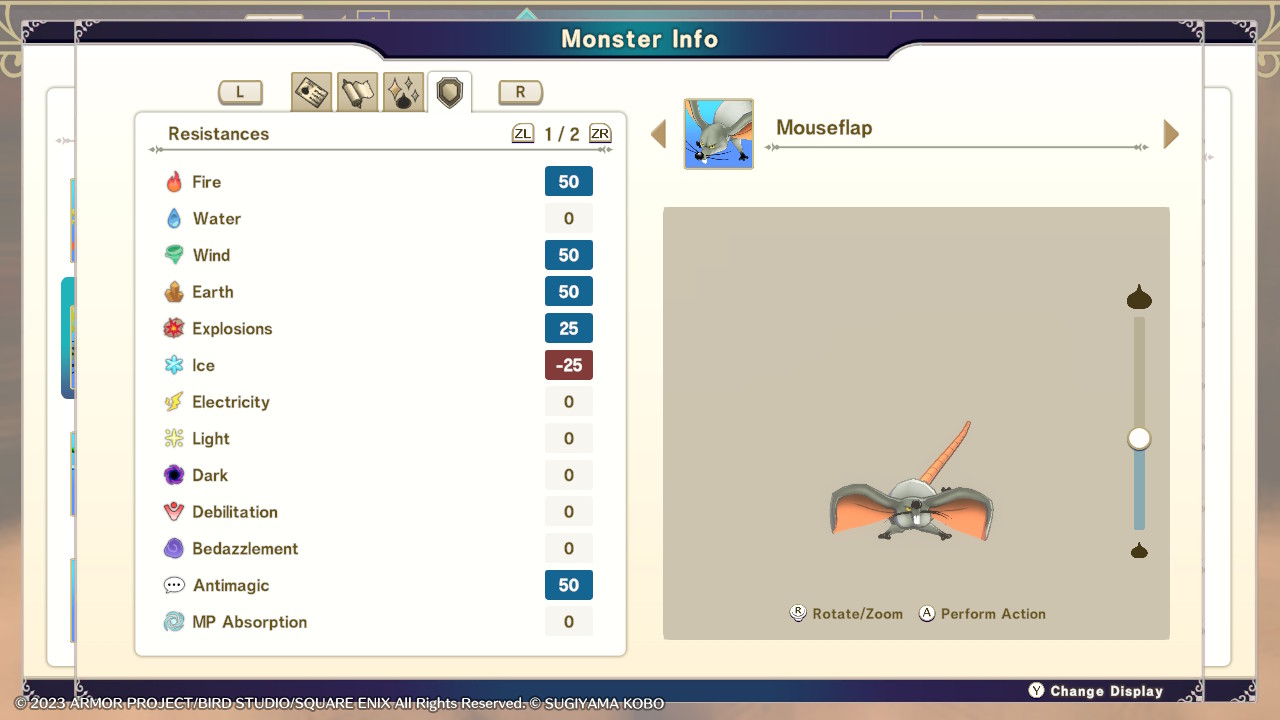 Monster Info
L
R
Resistances
ZL 1 / 2 ZR
Fire 50
Water 0
Wind 50
Earth 50
Explosions 25
Ice -25
Electricity 0
Light 0
Dark 0
Debilitation 0
Bedazzlement 0
Antimagic 50
MP Absorption 0
Mouseflap
R Rotate/Zoom A Perform Action
Y Change Display
© 2023 ARMOR PROJECT/BIRD STUDIO/SQUARE ENIX All Rights Reserved. © SUGIYAMA KOBO